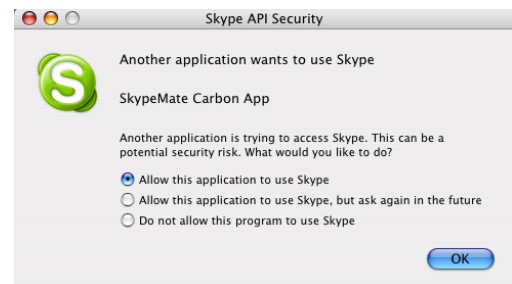 Skype API Security
Another application wants to use Skype
SkypeMate Carbon App
Another application is trying to access Skype. This can be a
potential security risk. What would you like to do?
Allow this application to use Skype
Allow this application to use Skype, but ask again in the future
Do not allow this program to use Skype
OK